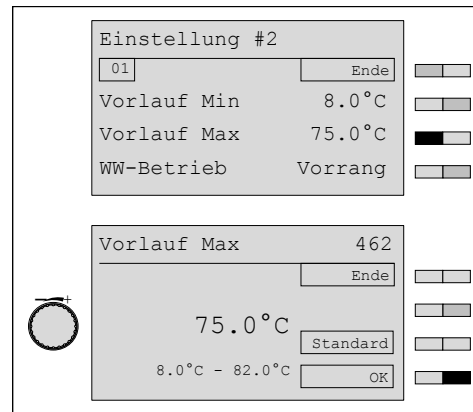 Einstellung #2
01 Ende
Vorlauf Min 8.0°C
Vorlauf Max 75.0°C
WW-Betrieb Vorrang
Vorlauf Max 462
Ende
75.0°C
Standard
8.0°C - 82.0°C OK
+